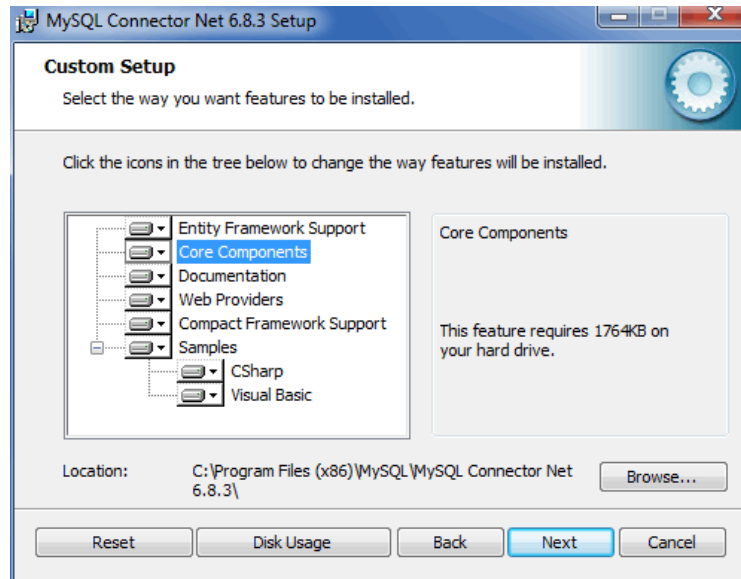 MySQL Connector Net 6.8.3 Setup
Custom Setup
Select the way you want features to be installed.
Click the icons in the tree below to change the way features will be installed.
Entity Framework Support
Core Components
Documentation
Web Providers
Compact Framework Support
Samples
CSharp
Visual Basic
Core Components
This feature requires 1764KB on
your hard drive.
Location:
C:\Program Files (x86)\MySQL\MySQL Connector Net
6.8.3\
Browse...
Reset
Disk Usage
Back
Next
Cancel